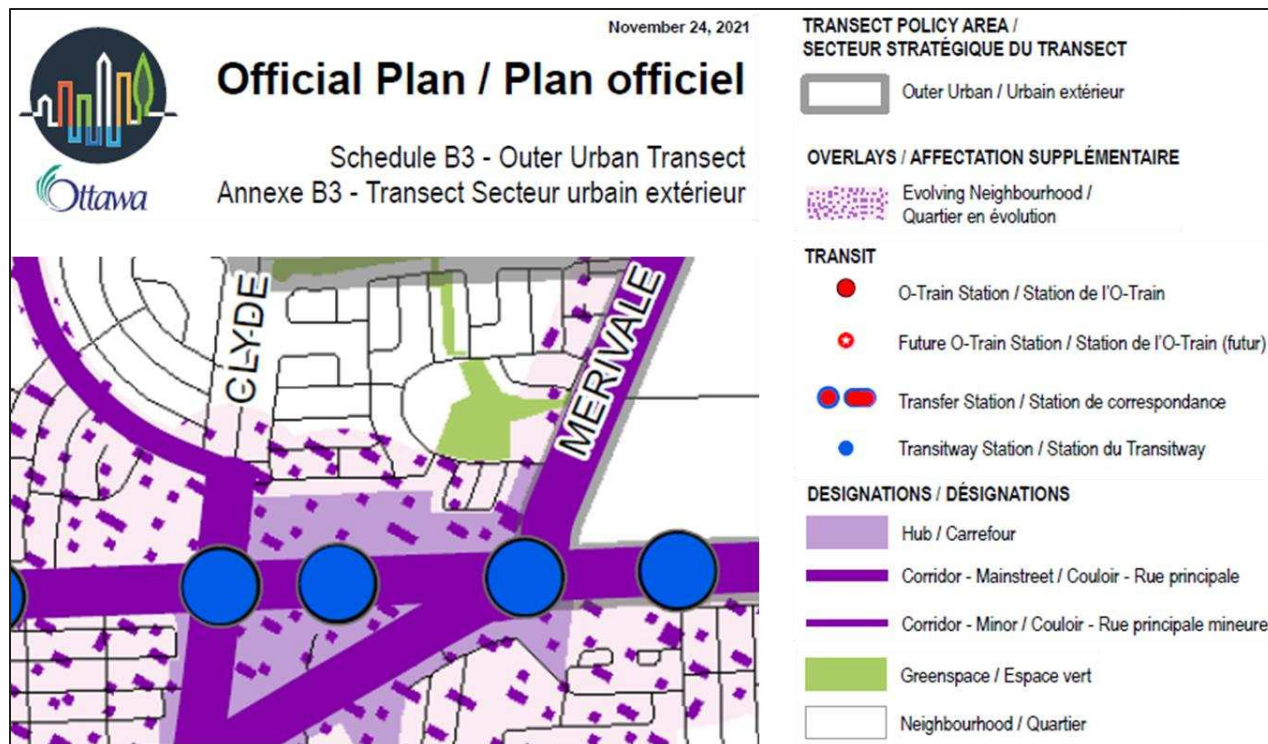 November 24, 2021
Official Plan / Plan officiel
Schedule B3 - Outer Urban Transect
Annexe B3 - Transect Secteur urbain extérieur
Ottawa
CLYDE
MERIVALE
TRANSECT POLICY AREA /
SECTEUR STRATÉGIQUE DU TRANSECT
Outer Urban / Urbain extérieur
OVERLAYS / AFFECTATION SUPPLÉMENTAIRE
Evolving Neighbourhood /
Quartier en évolution
TRANSIT
O-Train Station / Station de l'O-Train
Future O-Train Station / Station de l'O-Train (futur)
Transfer Station / Station de correspondance
Transitway Station / Station du Transitway
DESIGNATIONS / DÉSIGNATIONS
Hub / Carrefour
Corridor - Mainstreet / Couloir - Rue principale
Corridor - Minor / Couloir - Rue principale mineure
Greenspace / Espace vert
Neighbourhood / Quartier